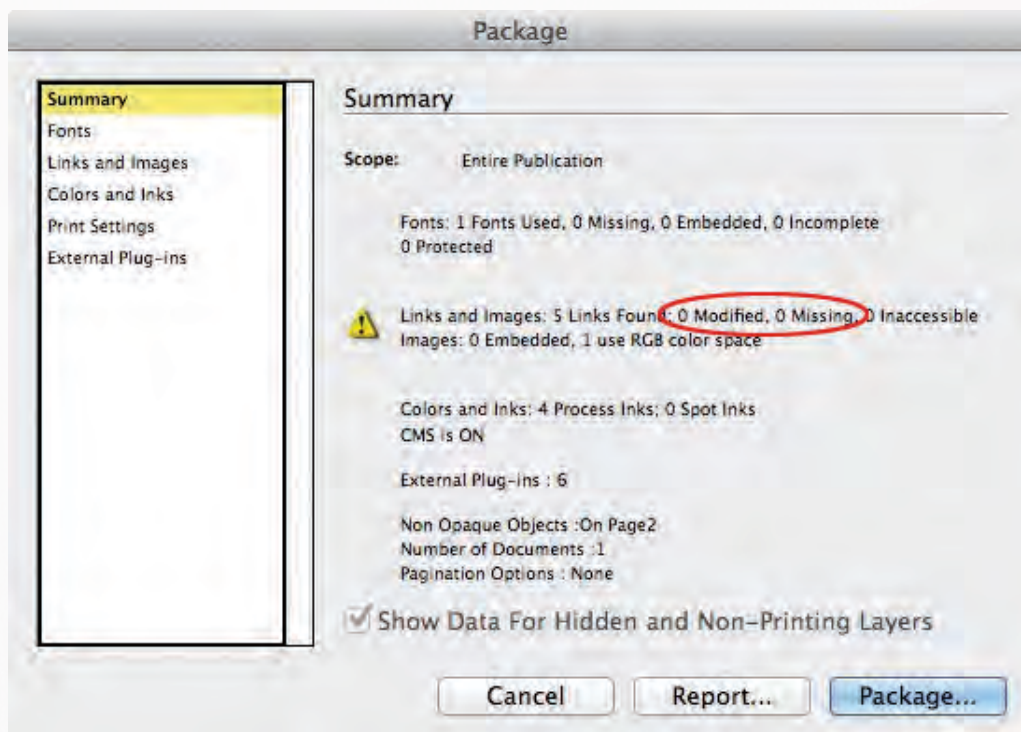 Package
Summary
Fonts
Links and Images
Colors and Inks
Print Settings
External Plug-ins
Summary
Scope: Entire Publication
Fonts: 1 Fonts Used, 0 Missing, 0 Embedded, 0 Incomplete
0 Protected
Links and Images: 5 Links Found; 0 Modified, 0 Missing, 0 Inaccessible
Images: 0 Embedded, 1 use RGB color space
Colors and Inks: 4 Process Inks; 0 Spot Inks
CMS is ON
External Plug-ins : 6
Non Opaque Objects :On Page2
Number of Documents :1
Pagination Options : None
Show Data For Hidden and Non-Printing Layers
Cancel
Report...
Package...